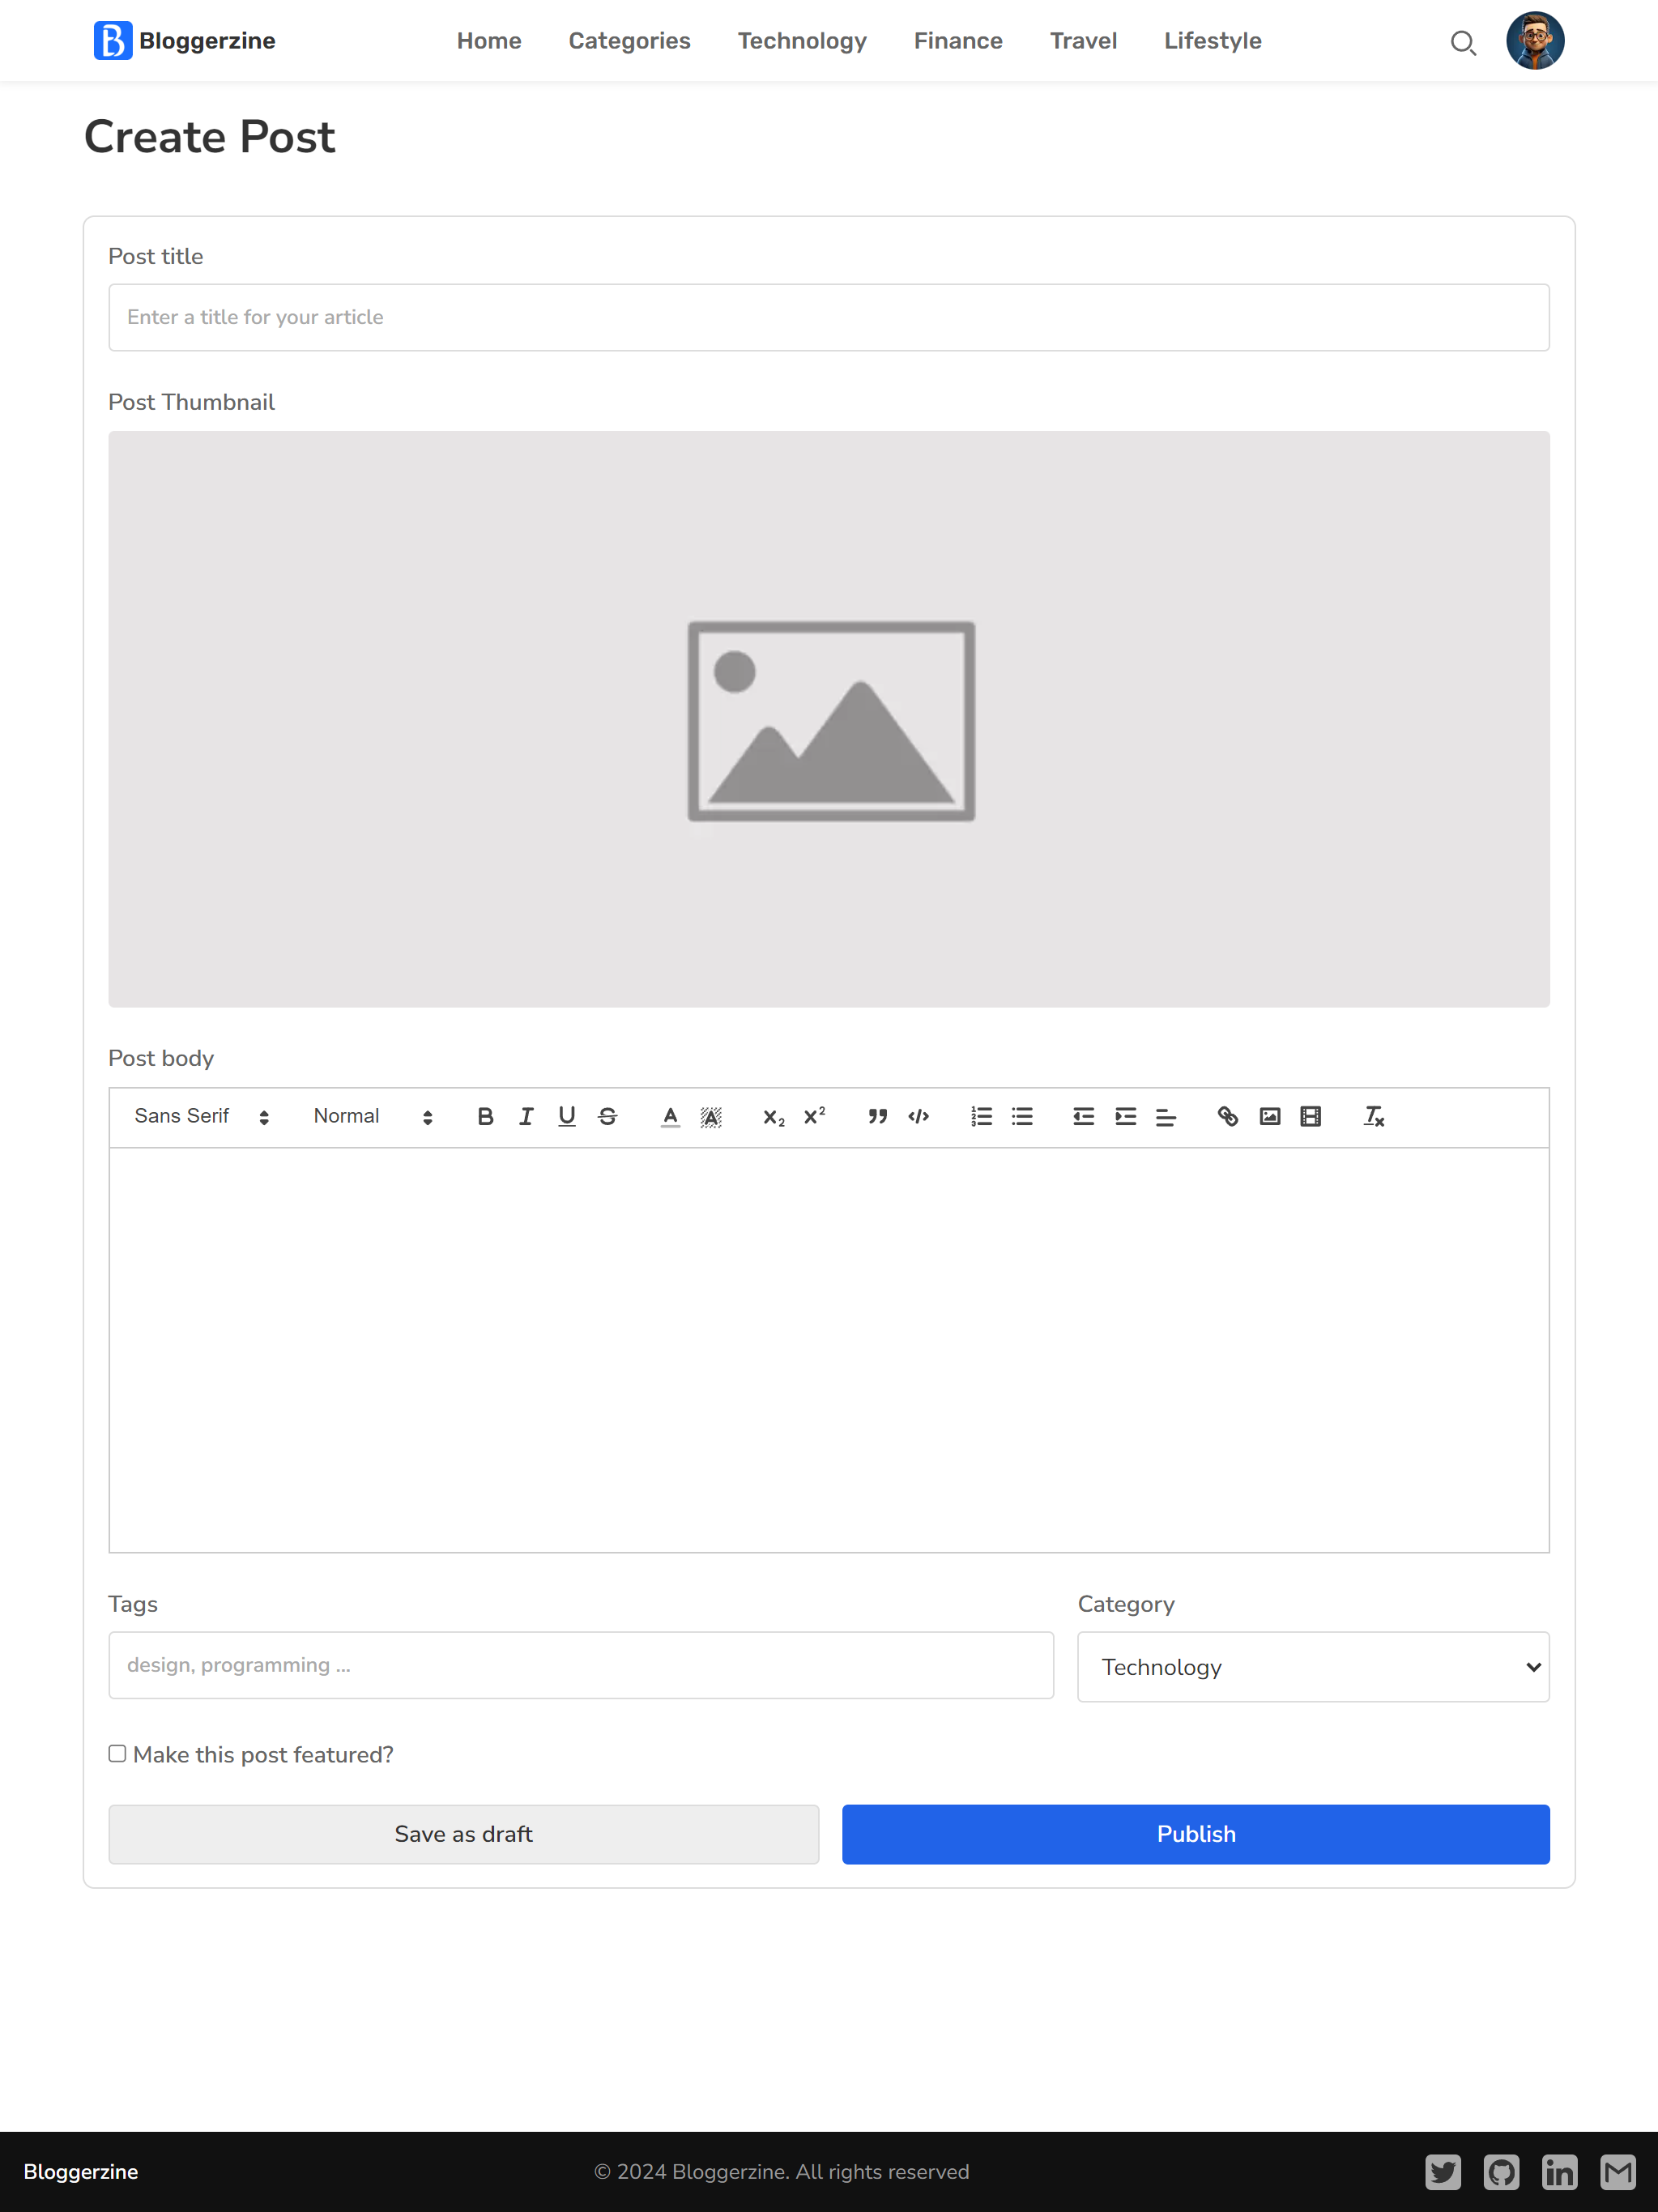 Bloggerzine Home Categories Technology Finance Travel Lifestyle
Create Post
Post title
Enter a title for your article
Post Thumbnail
Post body
Sans Serif Normal
Tags Category
design, programming ... Technology
Make this post featured?
Save as draft Publish
Bloggerzine © 2024 Bloggerzine. All rights reserved